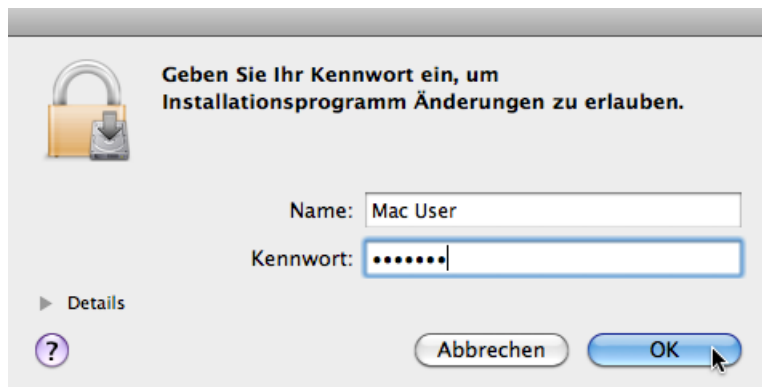 Geben Sie Ihr Kennwort ein, um
Installationsprogramm Änderungen zu erlauben.
Name: Mac User
Kennwort: •••••••
Details
? Abbrechen OK